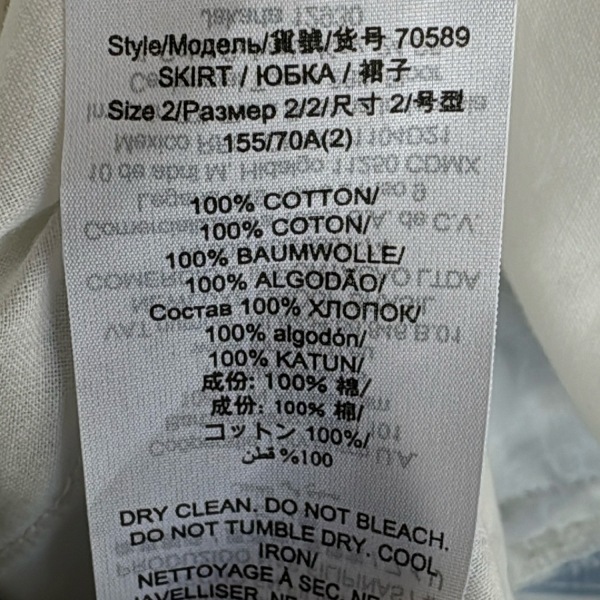 Style/Модель/貨號/货号 70589
SKIRT / ЮБКА / 裙子
Size 2/Размер 2/2/尺寸 2/号型
155/70A(2)
100% COTTON/
100% COTON/
100% BAUMWOLLE/
100% ALGODÃO/
Состав 100% ХЛОПОК/
100% algodón/
100% KATUN/
成份: 100% 棉/
成份: 100% 棉/
コットン 100%/
100% قطن
DRY CLEAN. DO NOT BLEACH.
DO NOT TUMBLE DRY. COOL
IRON/
NETTOYAGE À SEC. NE
JAVELLISER. NE